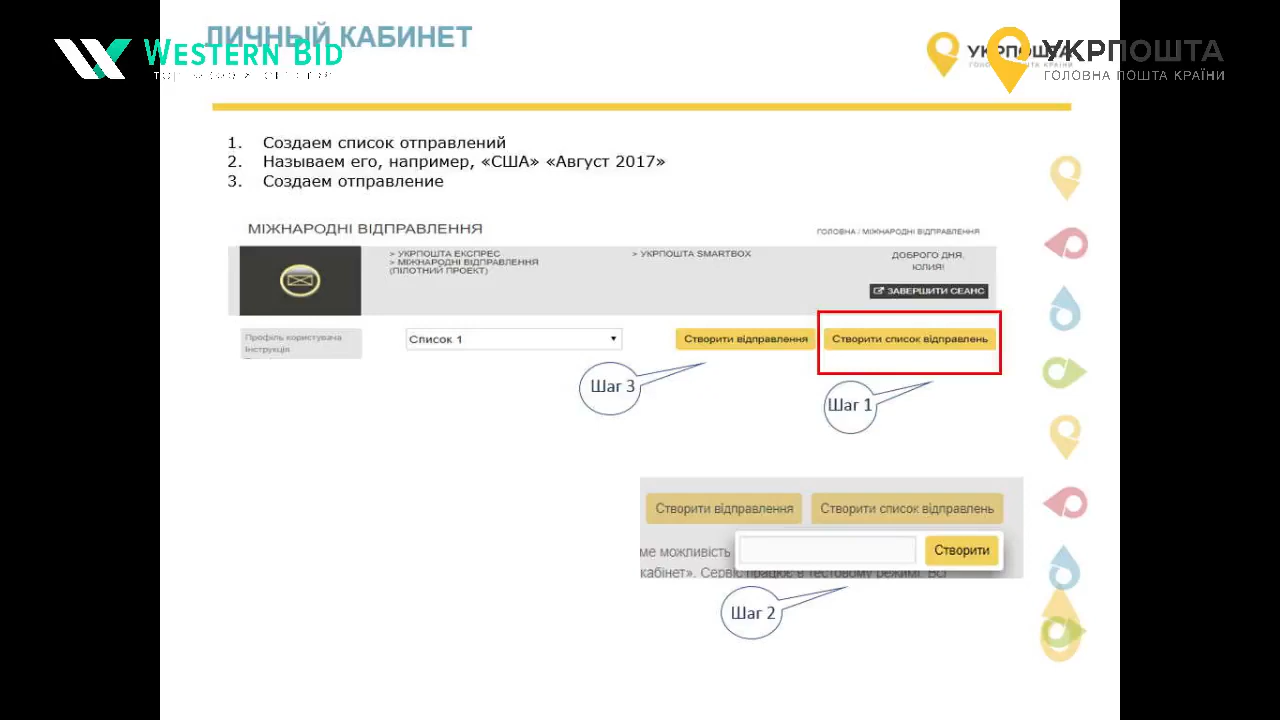 ЛИЧНЫЙ КАБИНЕТ
WESTERN BID
УКРПОШТА
ГОЛОВНА ПОШТА КРАЇНИ
УКРПОШТА
ГОЛОВНА ПОШТА КРАЇНИ
1. Создаем список отправлений
2. Называем его, например, «США» «Август 2017»
3. Создаем отправление
МІЖНАРОДНІ ВІДПРАВЛЕННЯ
ГОЛОВНА / МІЖНАРОДНІ ВІДПРАВЛЕННЯ
> УКРПОШТА ЕКСПРЕС
> МІЖНАРОДНІ ВІДПРАВЛЕННЯ
(ПІЛОТНИЙ ПРОЕКТ)
> УКРПОШТА SMARTBOX
ДОБРОГО ДНЯ,
ЮЛИЯ!
ЗАВЕРШИТИ СЕАНС
Профіль користувача
Інструкція
Список 1
Створити відправлення
Створити список відправлень
Шаг 3
Шаг 1
Створити відправлення
Створити список відправлень
ме можливість
Створити
кабінет». Сервіс працює в тестовому режимі. Всі
Шаг 2